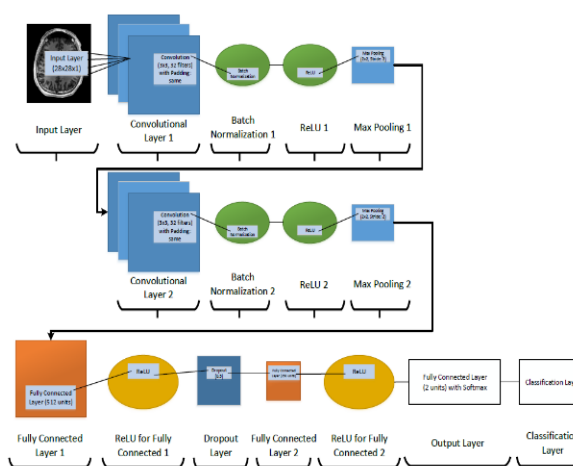 Input Layer
(28x28x1)
Convolution
(3x3, 32 filters)
with Padding:
same
Batch
Normalization
ReLU
Max Pooling
Input Layer
Convolutional
Layer 1
Batch
Normalization 1
ReLU 1
Max Pooling 1
Convolution
(3x3, 32 filters)
with Padding:
same
Batch
Normalization
ReLU
Max Pooling
Convolutional
Layer 2
Batch
Normalization 2
ReLU 2
Max Pooling 2
Fully Connected
Layer (512 units)
ReLU
Dropout
Fully Connected
ReLU
Fully Connected Layer
(2 units) with Softmax
Classification
Fully Connected
Layer 1
ReLU for Fully
Connected 1
Dropout
Layer
Fully Connected
Layer 2
ReLU for Fully
Connected 2
Output Layer
Classification
Layer